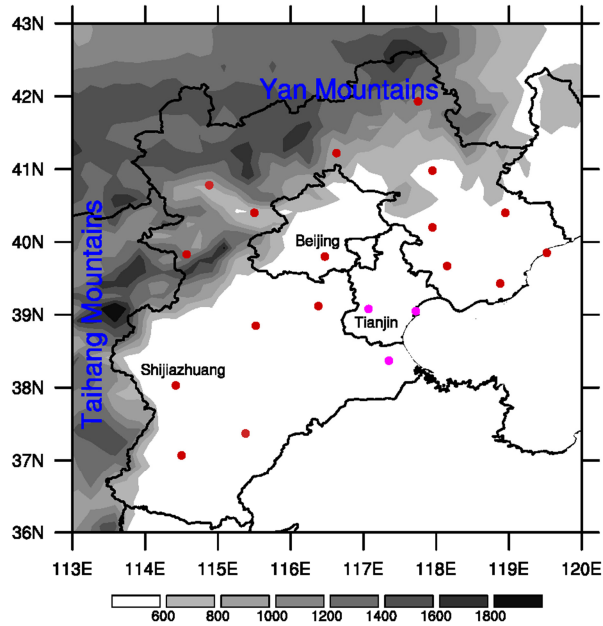 43N
Yan Mountains
42N
41N
Taihang Mountains
Beijing
40N
39N
Tianjin
Shijiazhuang
38N
37N
36N
113E 114E 115E 116E 117E 118E 119E 120E
600 800 1000 1200 1400 1600 1800